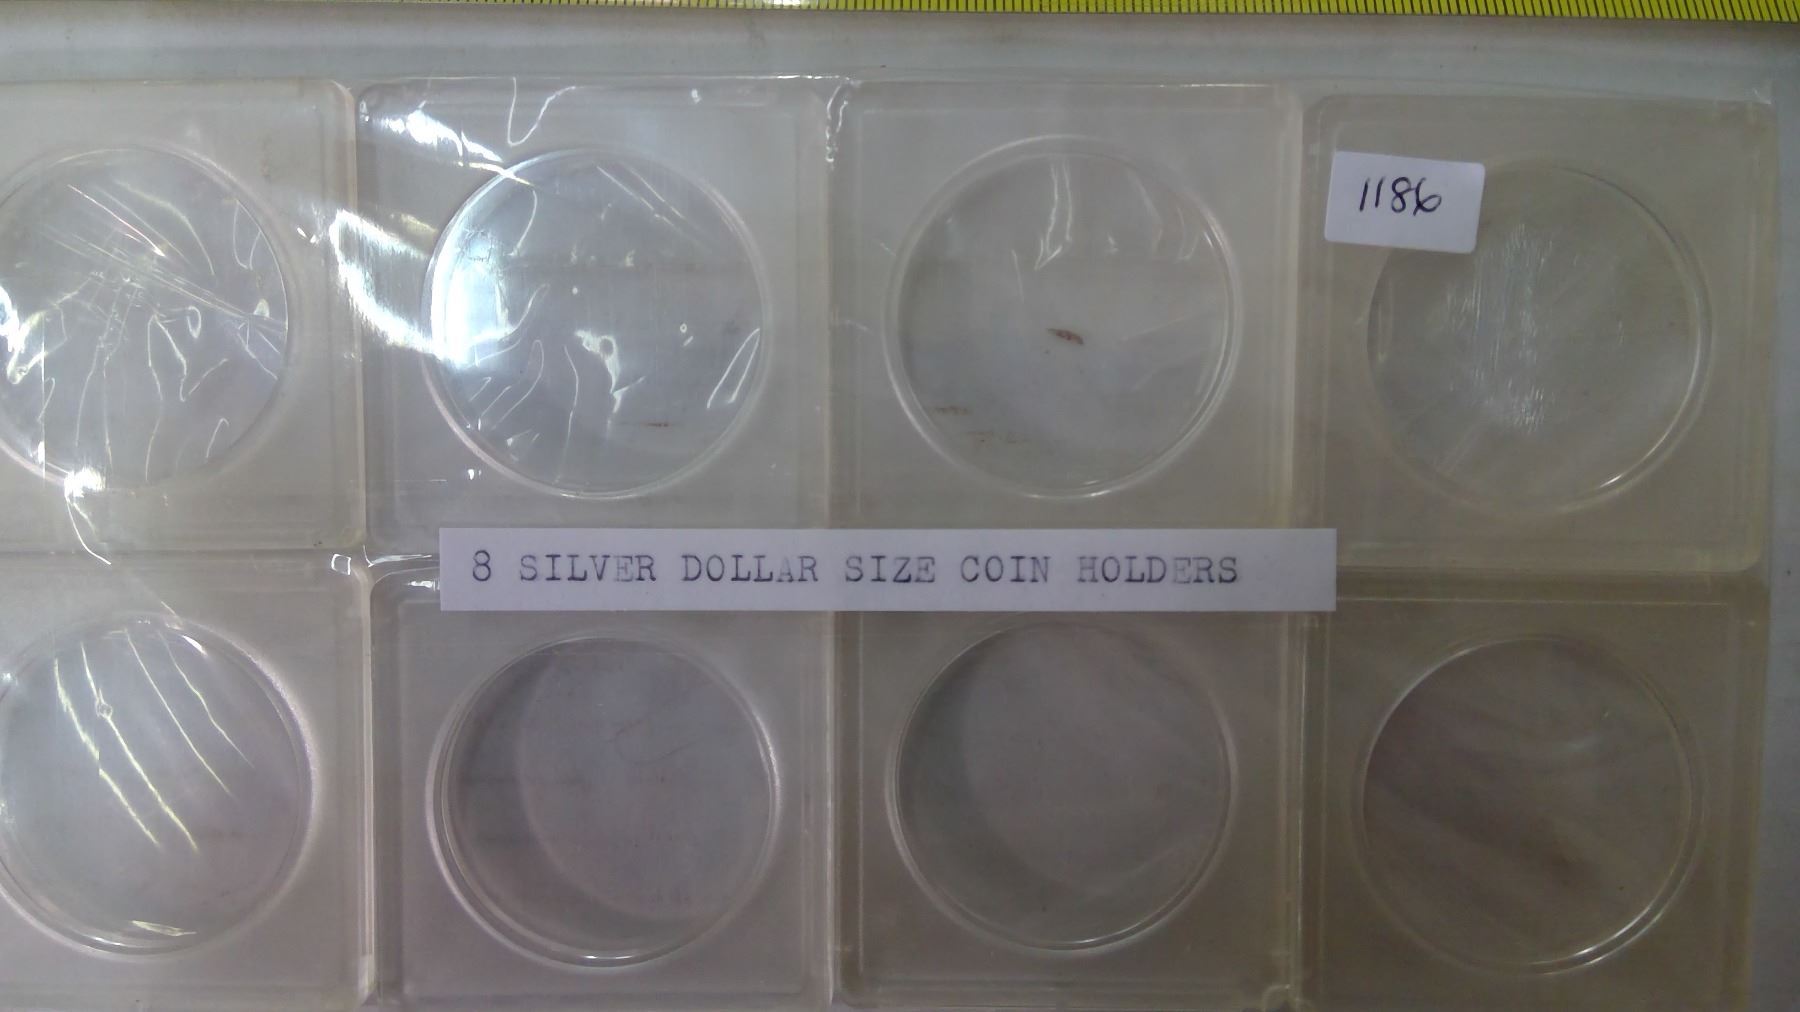 1186
8 SILVER DOLLAR SIZE COIN HOLDERS